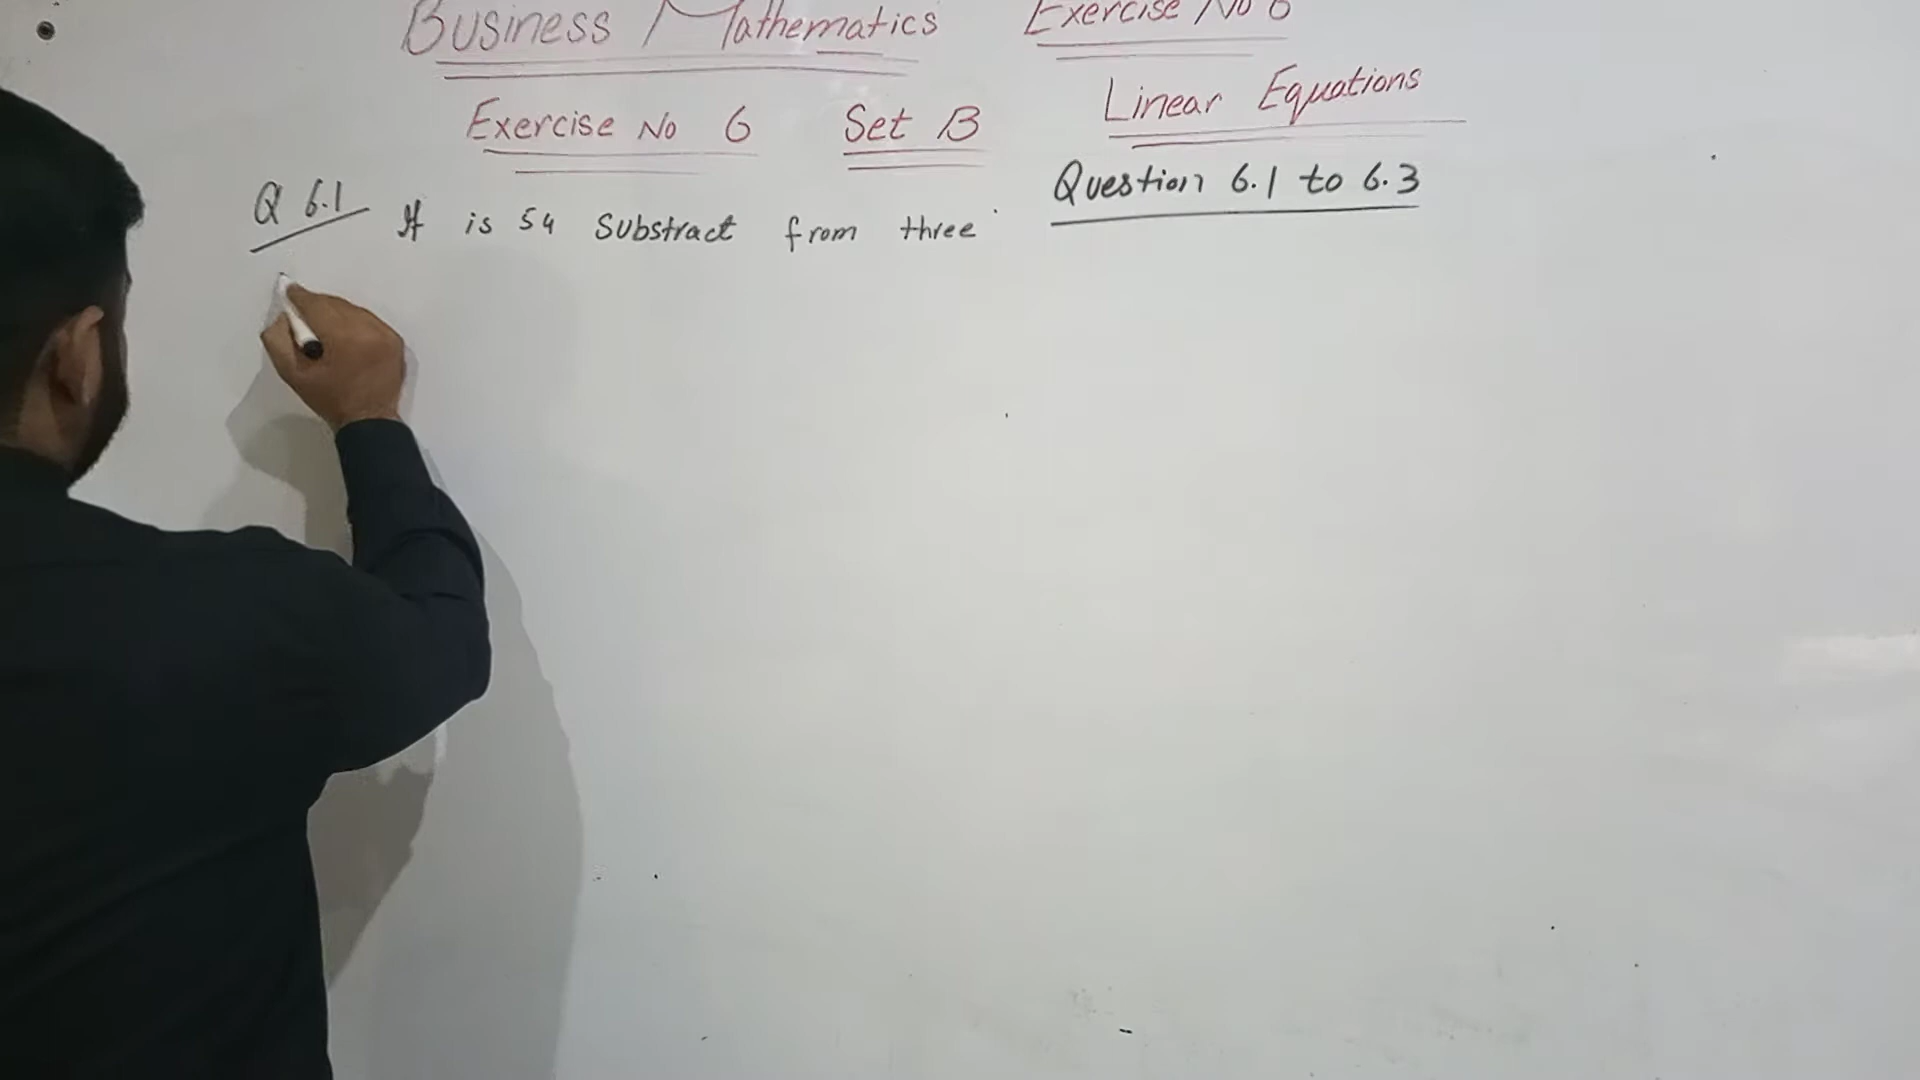 Business Mathematics Exercise No 6
Exercise No 6 Set B Linear Equations
Question 6.1 to 6.3
Q 6.1 If is 54 Substract from three